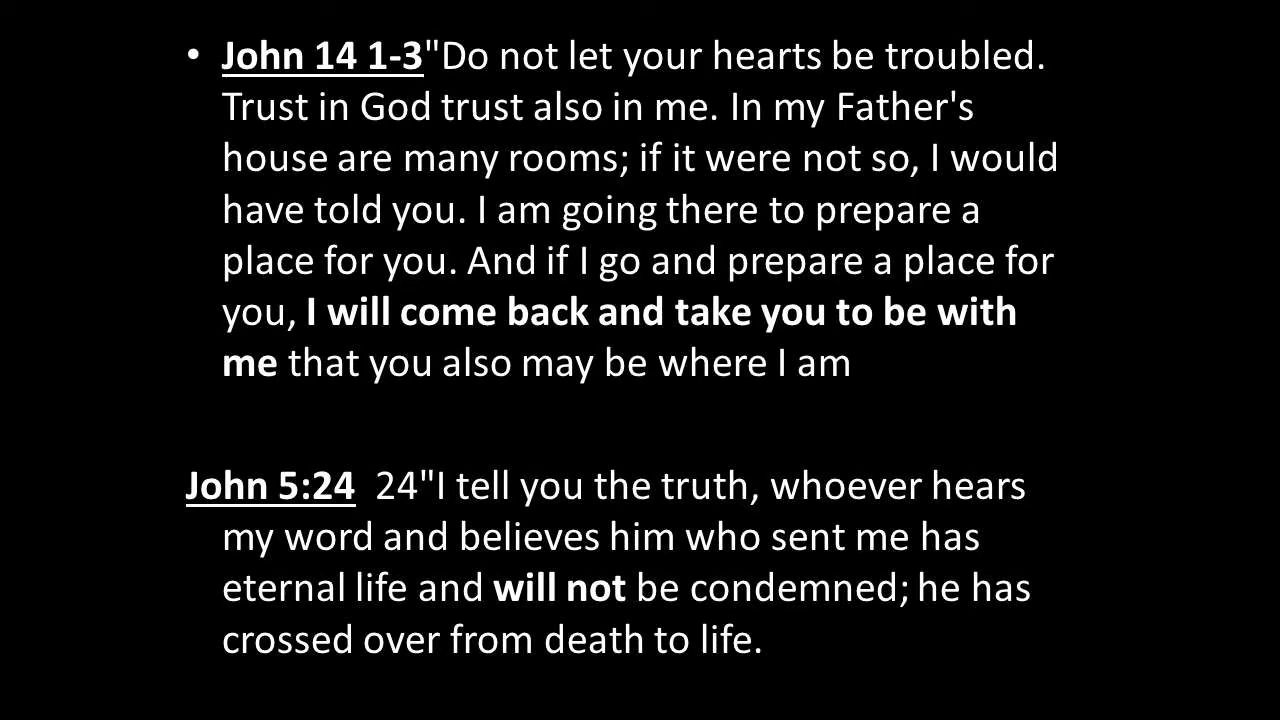 • John 14 1-3"Do not let your hearts be troubled.
Trust in God trust also in me. In my Father's
house are many rooms; if it were not so, I would
have told you. I am going there to prepare a
place for you. And if I go and prepare a place for
you, I will come back and take you to be with
me that you also may be where I am
John 5:24  24"I tell you the truth, whoever hears
my word and believes him who sent me has
eternal life and will not be condemned; he has
crossed over from death to life.